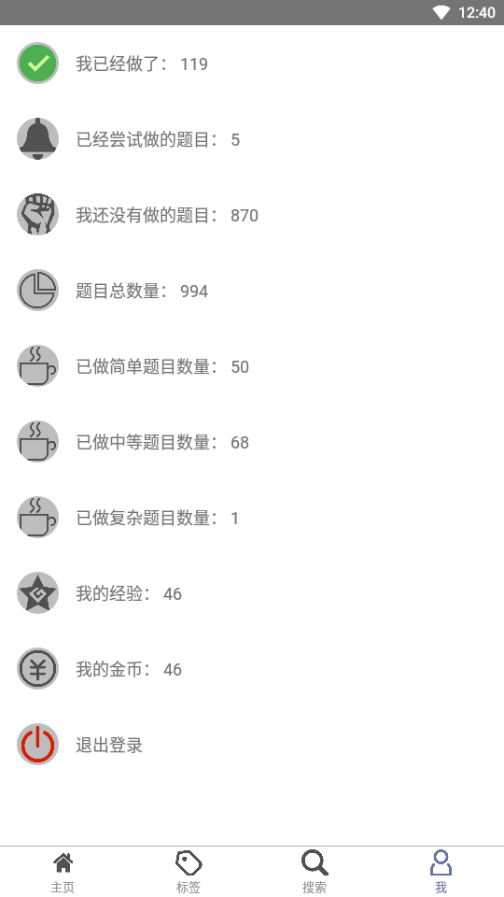 12:40
我已经做了： 119
已经尝试做的题目： 5
我还没有做的题目： 870
题目总数量： 994
已做简单题目数量： 50
已做中等题目数量： 68
已做复杂题目数量： 1
我的经验： 46
我的金币： 46
退出登录
主页 标签 搜索 我